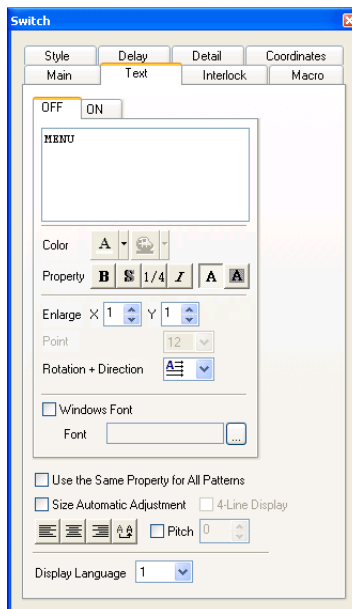 Switch
Style Delay Detail Coordinates
Main Text Interlock Macro
OFF ON
MENU
Color A
Property B S 1/4 I A A
Enlarge X 1 Y 1
Point 12
Rotation + Direction A
Windows Font
Font ...
Use the Same Property for All Patterns
Size Automatic Adjustment 4-Line Display
Pitch 0
Display Language 1